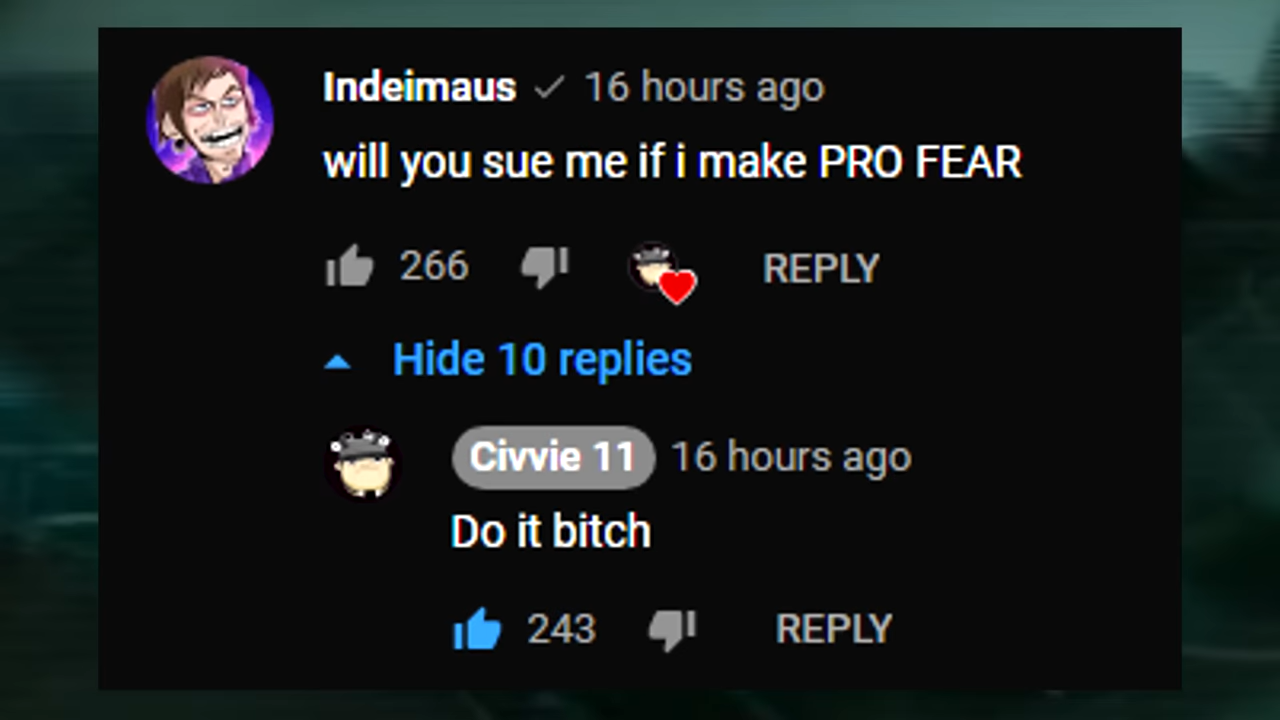 Indeimaus 16 hours ago
will you sue me if i make PRO FEAR
266 REPLY
Hide 10 replies
Civvie 11 16 hours ago
Do it bitch
243 REPLY